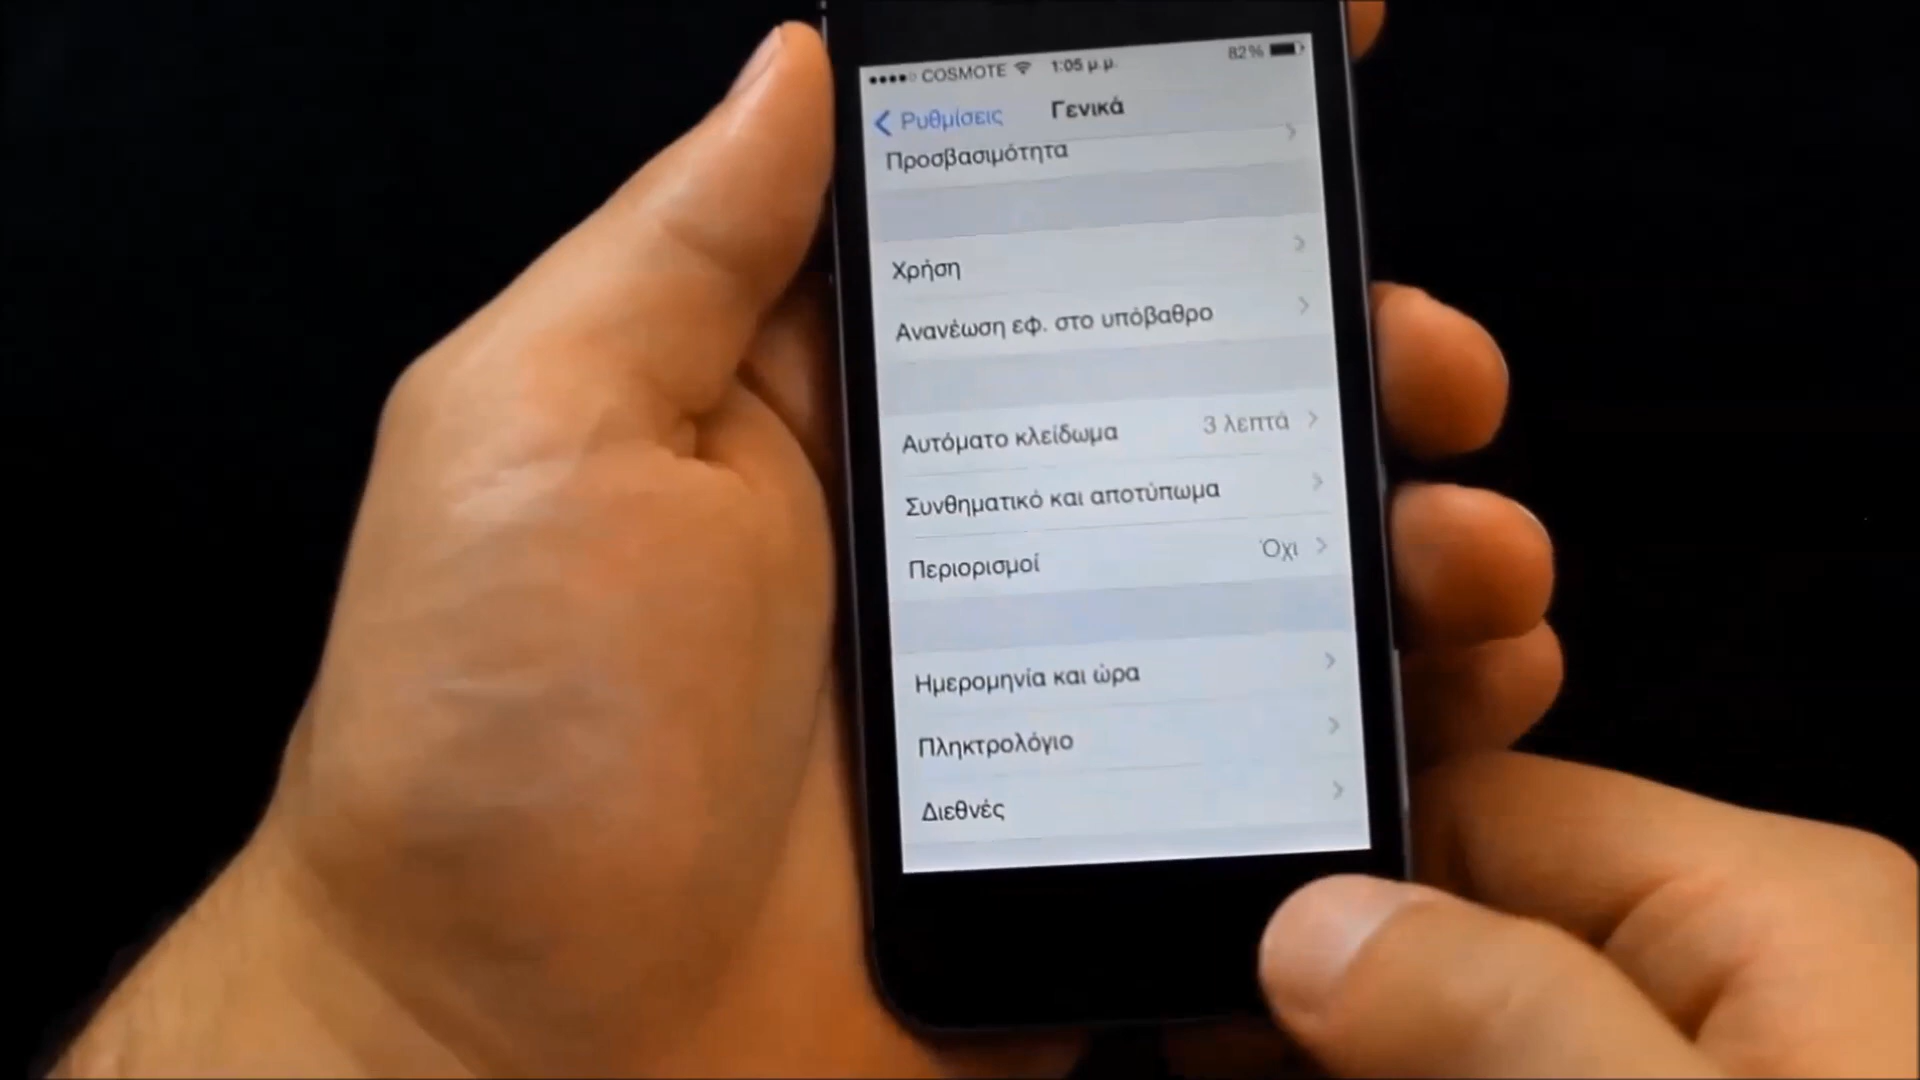 COSMOTE 1:05 μ.μ. 82%
Ρυθμίσεις Γενικά
Προσβασιμότητα
Χρήση
Ανανέωση εφ. στο υπόβαθρο
Αυτόματο κλείδωμα 3 λεπτά
Συνθηματικό και αποτύπωμα
Περιορισμοί Όχι
Ημερομηνία και ώρα
Πληκτρολόγιο
Διεθνές